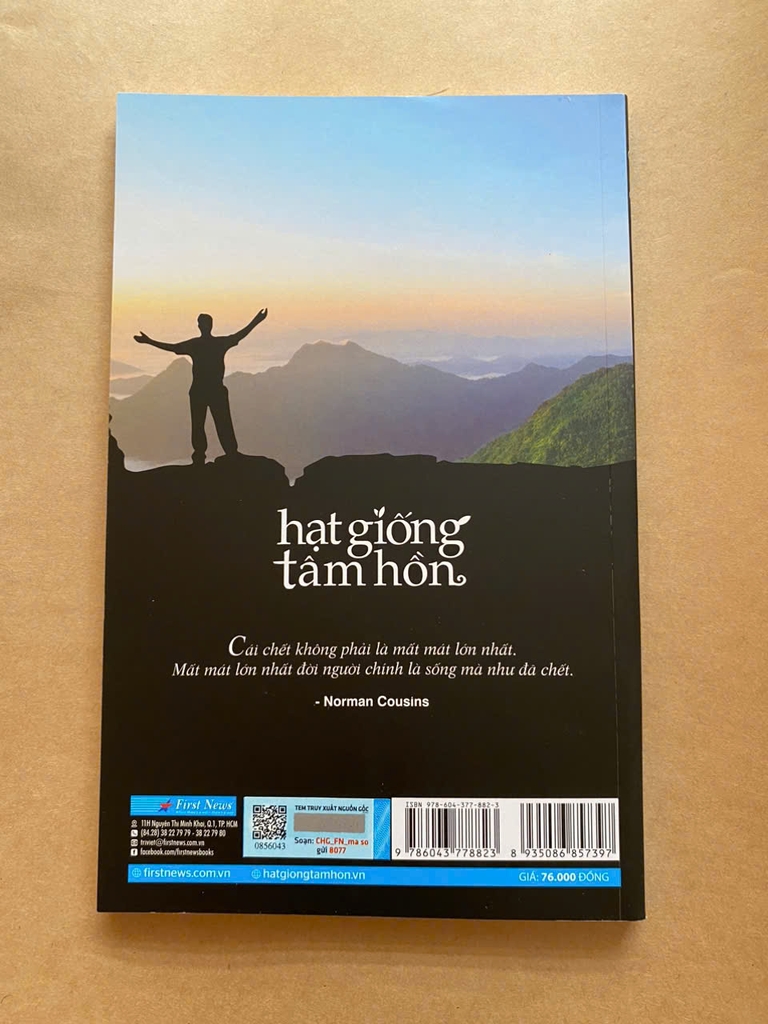 hạt giống
tâm hồn
Cái chết không phải là mất mát lớn nhất.
Mất mát lớn nhất đời người chính là sống mà như đã chết.
- Norman Cousins
First News
11H Nguyễn Thị Minh Khai, Q.1, TP. HCM
(84.28) 38 22 79 79 - 38 22 79 80
triviet@firstnews.com.vn
facebook.com/firstnewsbooks
0856043
TEM TRUY XUẤT NGUỒN GỐC
Soạn: CHG_FN_ma so
gửi 8077
ISBN 978-604-377-882-3
9 786043 778823
8 935086 857397
firstnews.com.vn
hatgiongtamhon.vn
GIÁ: 76.000 ĐỒNG